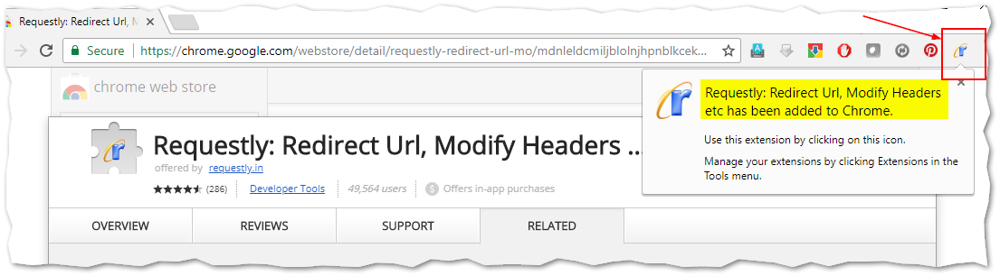 Requestly: Redirect Url, M
Secure https://chrome.google.com/webstore/detail/requestly-redirect-url-mo/mdnleldcmiljblolnjhpnblkcek...
chrome web store
Requestly: Redirect Url, Modify Headers
etc has been added to Chrome.
Use this extension by clicking on this icon.
Manage your extensions by clicking Extensions in the
Tools menu.
Requestly: Redirect Url, Modify Headers ...
offered by requestly.in
(286) Developer Tools 49,564 users $ Offers in-app purchases
OVERVIEW REVIEWS SUPPORT RELATED